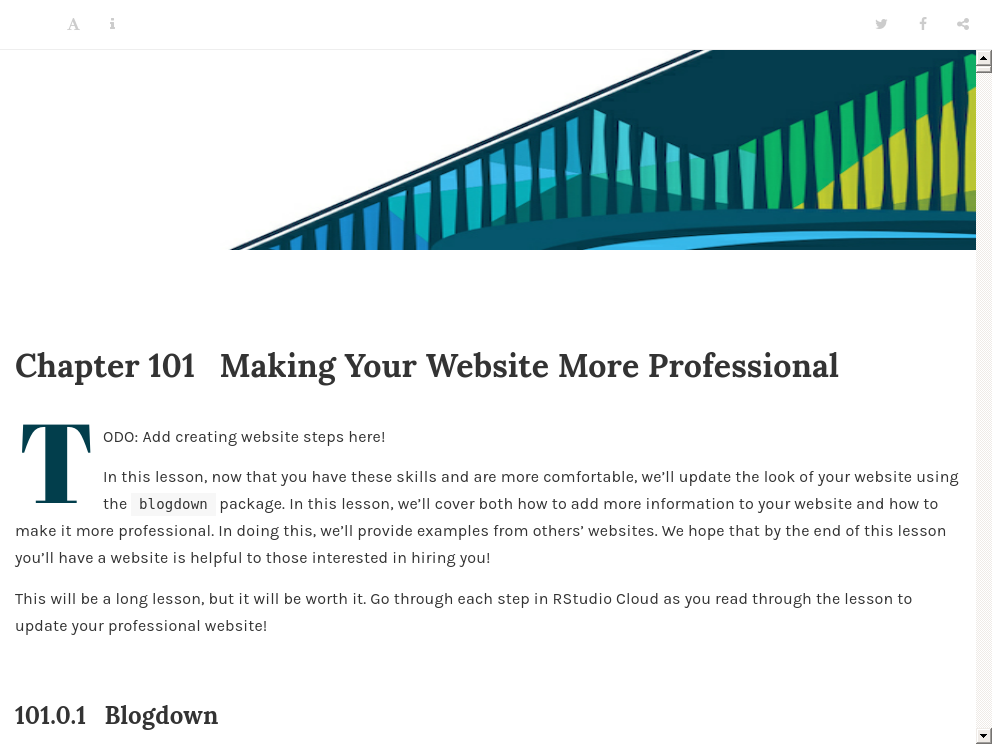 Chapter 101 Making Your Website More Professional
TODO: Add creating website steps here!
In this lesson, now that you have these skills and are more comfortable, we’ll update the look of your website using
the blogdown package. In this lesson, we’ll cover both how to add more information to your website and how to
make it more professional. In doing this, we’ll provide examples from others’ websites. We hope that by the end of this lesson
you’ll have a website is helpful to those interested in hiring you!
This will be a long lesson, but it will be worth it. Go through each step in RStudio Cloud as you read through the lesson to
update your professional website!
101.0.1 Blogdown